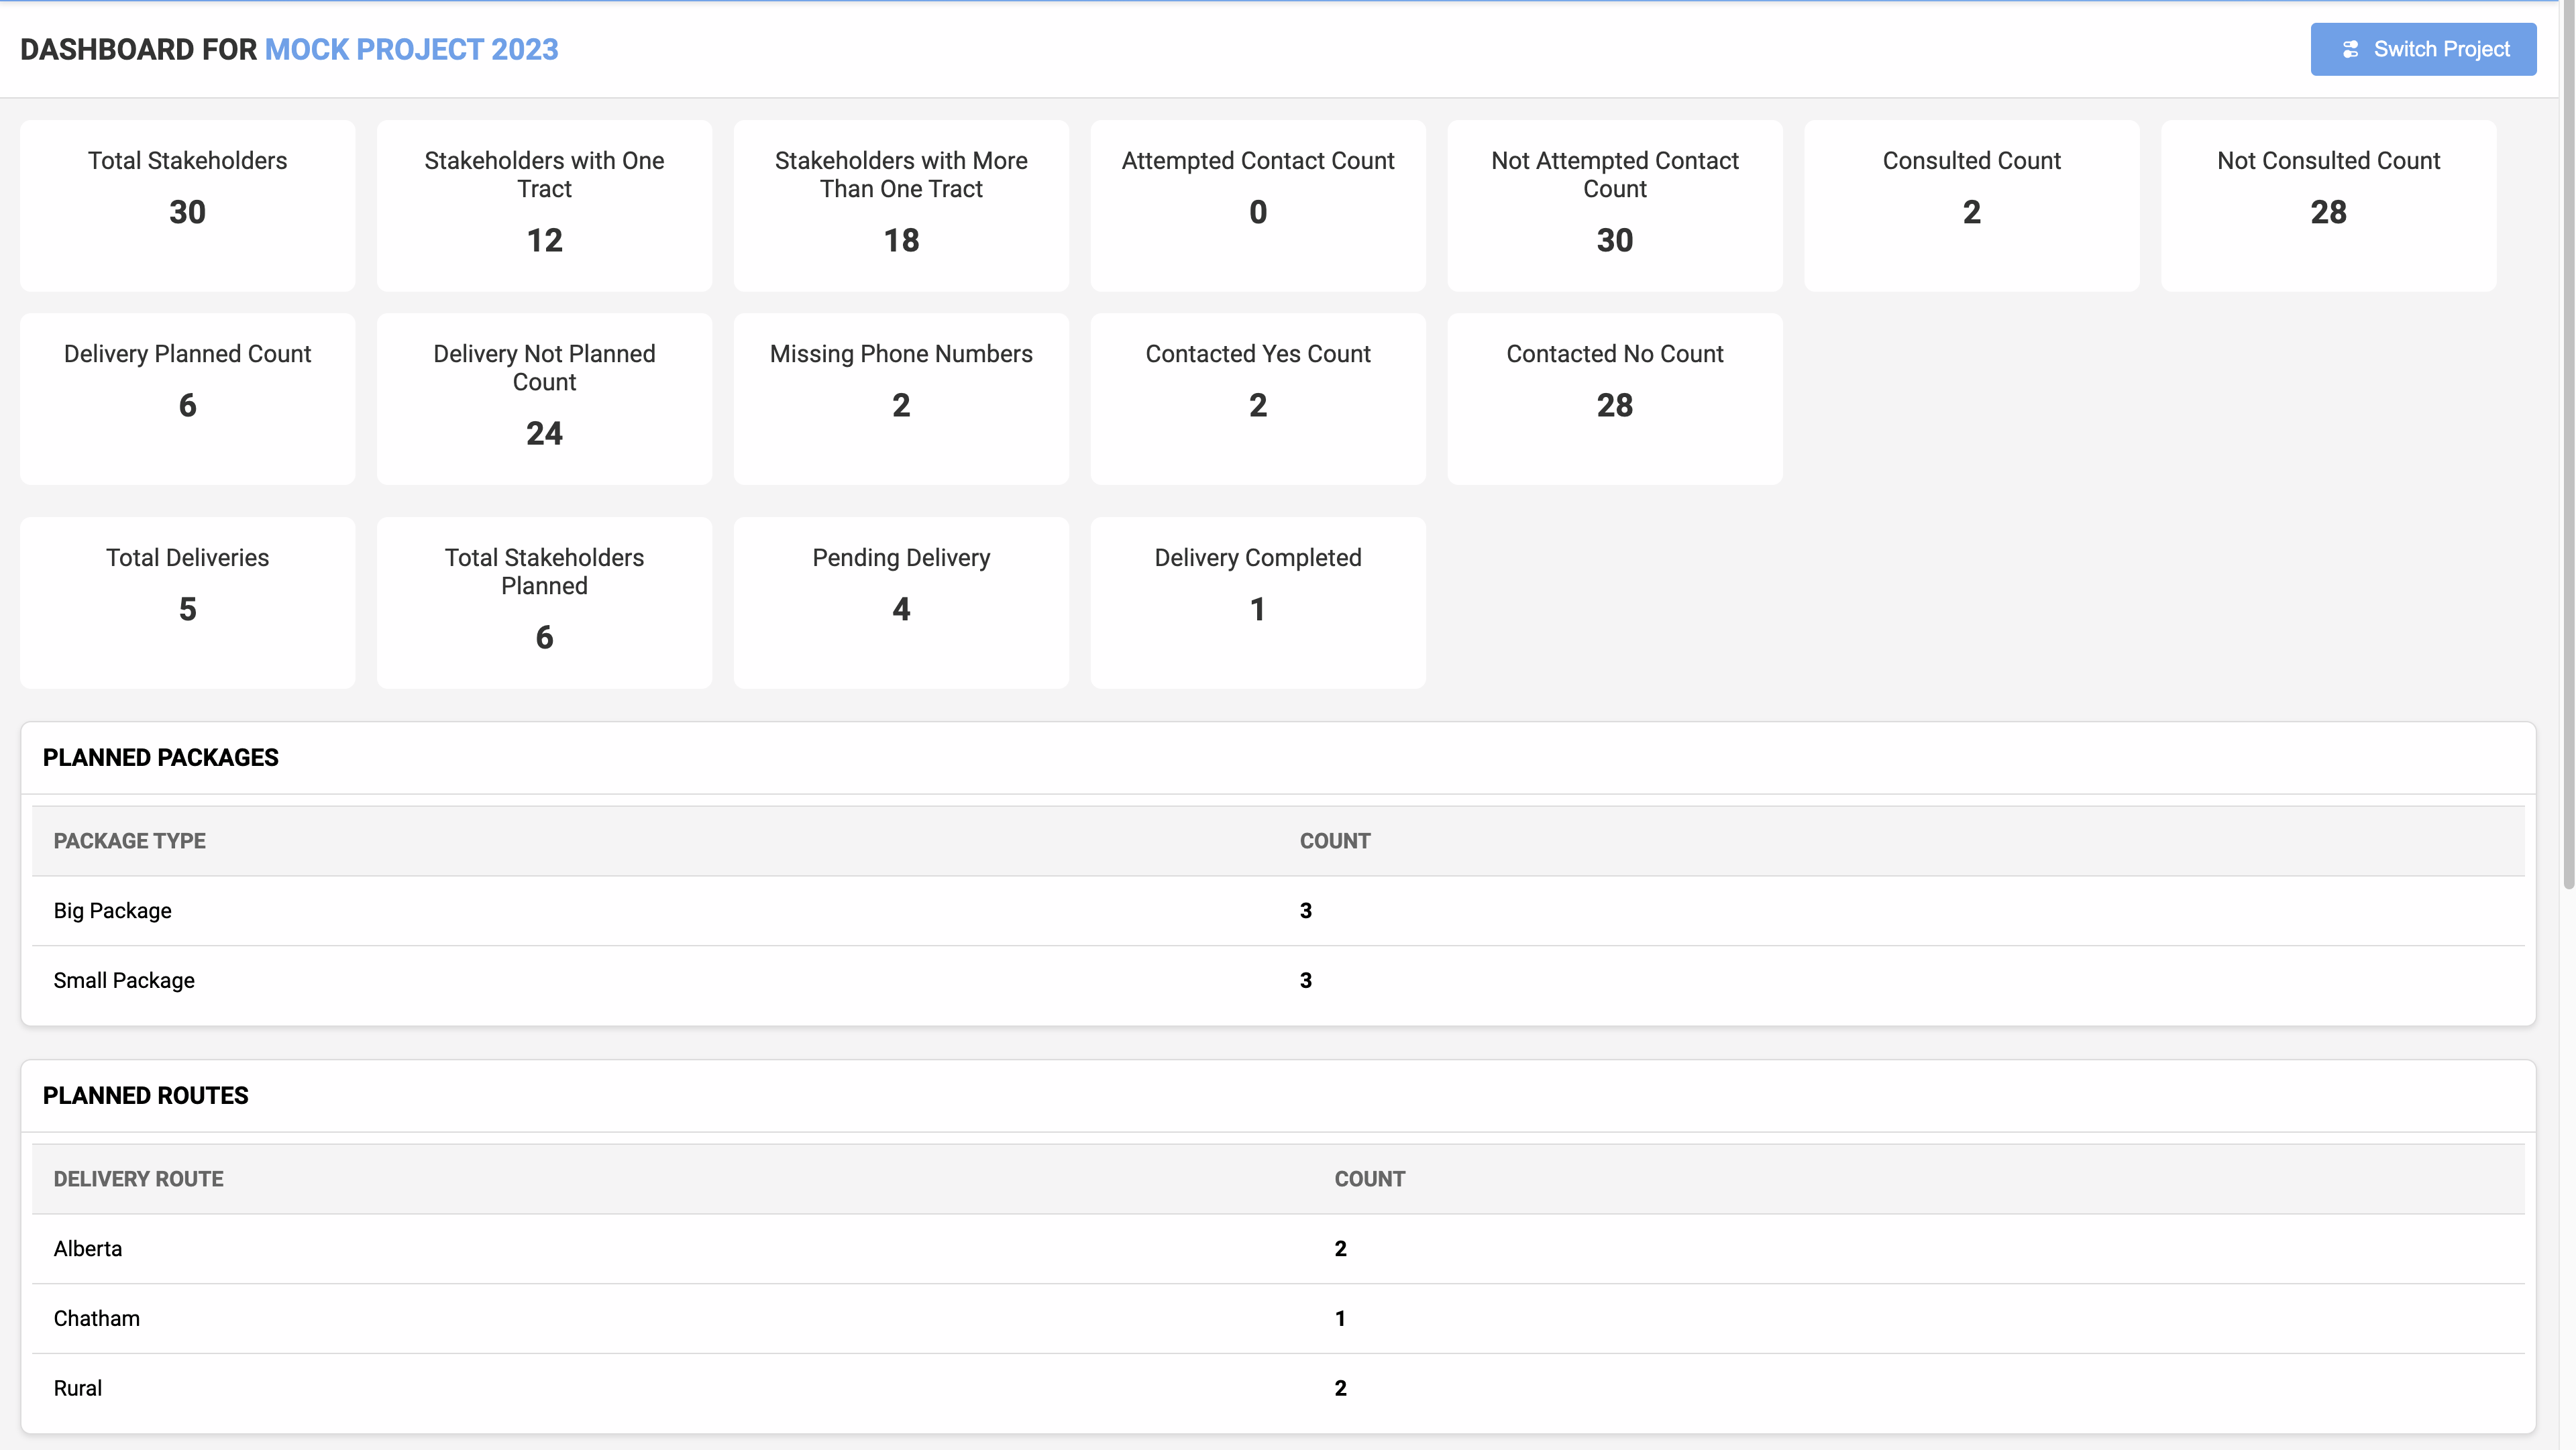 DASHBOARD FOR MOCK PROJECT 2023
Switch Project
Total Stakeholders
30
Stakeholders with One
Tract
12
Stakeholders with More
Than One Tract
18
Attempted Contact Count
0
Not Attempted Contact
Count
30
Consulted Count
2
Not Consulted Count
28
Delivery Planned Count
6
Delivery Not Planned
Count
24
Missing Phone Numbers
2
Contacted Yes Count
2
Contacted No Count
28
Total Deliveries
5
Total Stakeholders
Planned
6
Pending Delivery
4
Delivery Completed
1
PLANNED PACKAGES
PACKAGE TYPE COUNT
Big Package 3
Small Package 3
PLANNED ROUTES
DELIVERY ROUTE COUNT
Alberta 2
Chatham 1
Rural 2